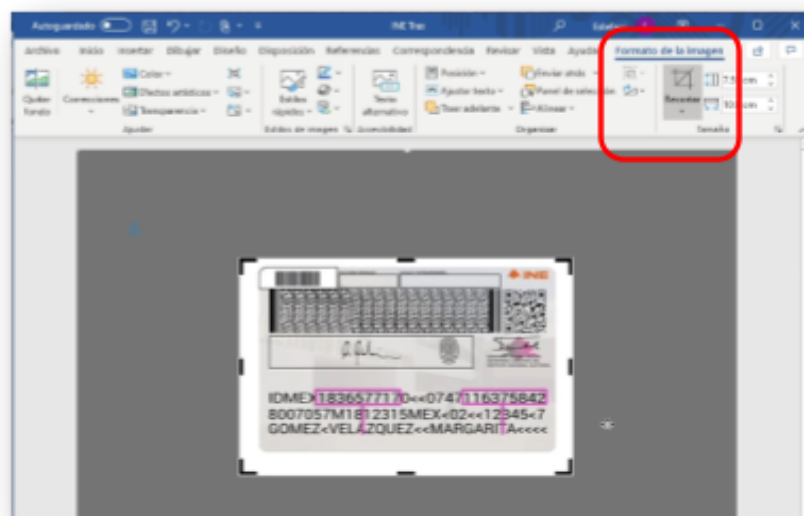 Autoguardado INE Tras
Archivo Inicio Insertar Dibujar Diseño Disposición Referencias Correspondencia Revisar Vista Ayuda Formato de la imagen
Color Posición Enviar atrás
Quitar Correcciones Efectos artísticos Estilos Texto Ajustar texto Panel de selección Recortar cm
fondo Transparencia rápidos alternativo Traer adelante Alinear cm
Ajustar Estilos de imagen Accesibilidad Organizar Tamaño
INE
IDMEX1836577170<<0747116375842
8007057M1812315MEX<02<<12345<7
GOMEZ<VELAZQUEZ<<MARGARITA<<<<